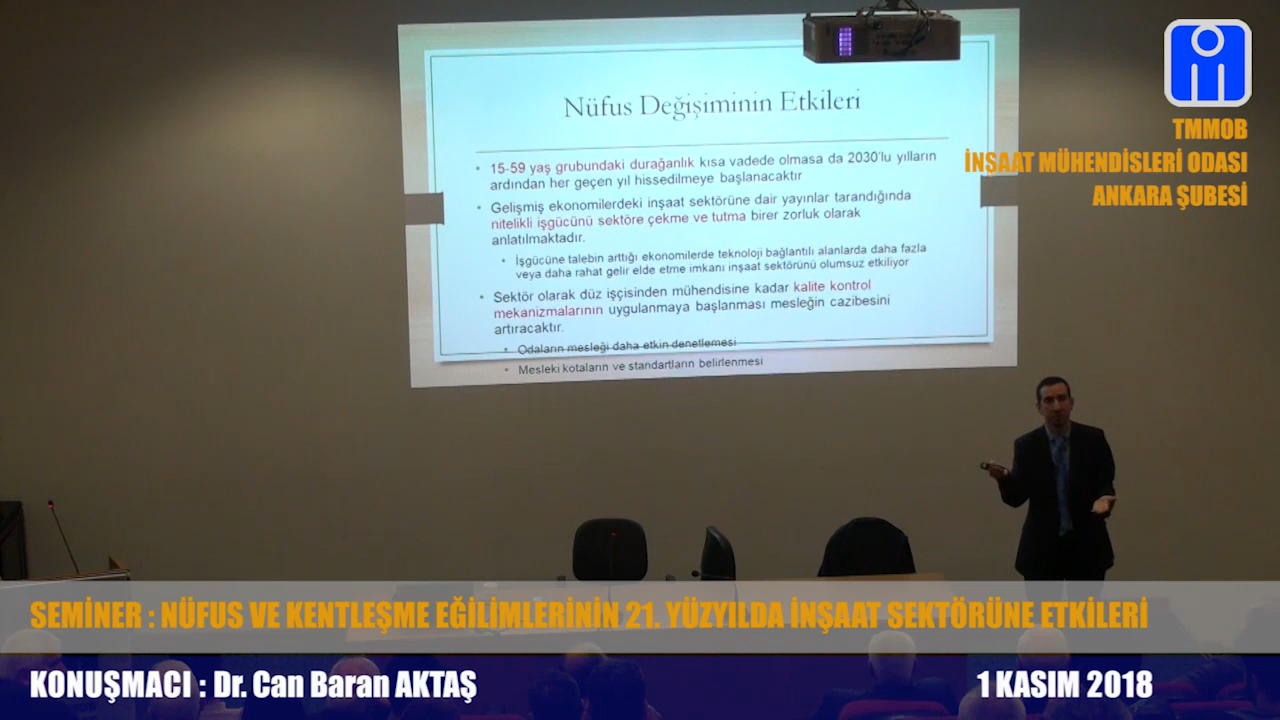 Nüfus Değişiminin Etkileri
• 15-59 yaş grubundaki durağanlık kısa vadede olmasa da 2030'lu yılların
ardından her geçen yıl hissedilmeye başlanacaktır
• Gelişmiş ekonomilerdeki inşaat sektörüne dair yayınlar tarandığında
nitelikli işgücünü sektöre çekme ve tutma birer zorluk olarak
anlatılmaktadır.
• İşgücüne talebin arttığı ekonomilerde teknoloji bağlantılı alanlarda daha fazla
veya daha rahat gelir elde etme imkanı inşaat sektörünü olumsuz etkiliyor
• Sektör olarak düz işçisinden mühendisine kadar kalite kontrol
mekanizmalarının uygulanmaya başlanması mesleğin cazibesini
artıracaktır.
• Odaların mesleği daha etkin denetlemesi
• Mesleki kotaların ve standartların belirlenmesi
TMMOB
İNŞAAT MÜHENDİSLERİ ODASI
ANKARA ŞUBESİ
SEMİNER : NÜFUS VE KENTLEŞME EĞİLİMLERİNİN 21. YÜZYILDA İNŞAAT SEKTÖRÜNE ETKİLERİ
KONUŞMACI : Dr. Can Baran AKTAŞ
1 KASIM 2018